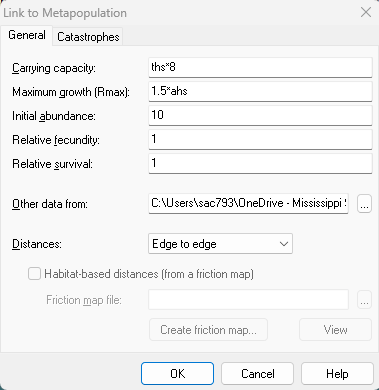 Link to Metapopulation
General Catastrophes
Carrying capacity: ths*8
Maximum growth (Rmax): 1.5*ahs
Initial abundance: 10
Relative fecundity: 1
Relative survival: 1
Other data from: C:\Users\sac793\OneDrive - Mississippi ...
Distances: Edge to edge
Habitat-based distances (from a friction map)
Friction map file: ...
Create friction map... View
OK Cancel Help